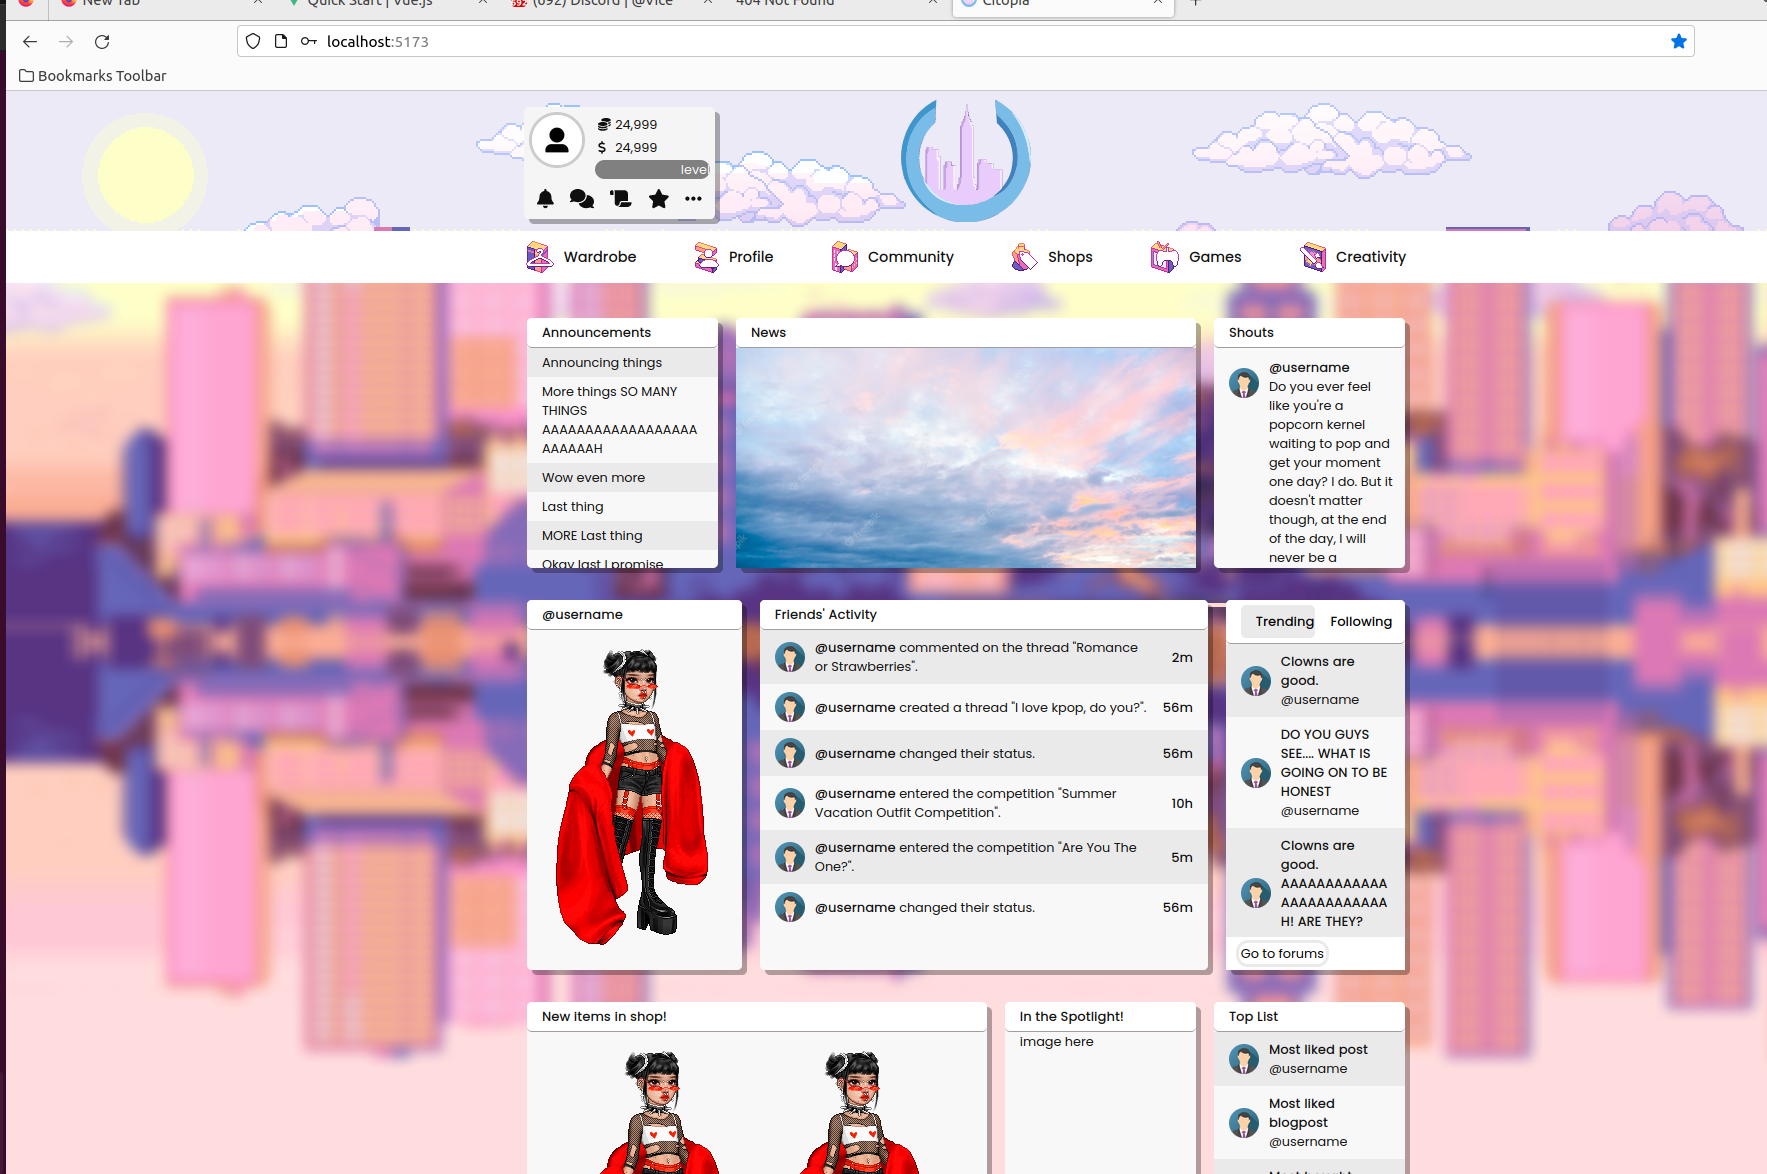 New Tab
Quick Start | Vue.js
(692) Discord | @Vice
404 Not Found
Citopia
localhost:5173
Bookmarks Toolbar
24,999
$ 24,999
level
Wardrobe
Profile
Community
Shops
Games
Creativity
Announcements
Announcing things
More things SO MANY
THINGS
AAAAAAAAAAAAAAAAAA
AAAAAAH
Wow even more
Last thing
MORE Last thing
Okay last I promise
News
Shouts
@username
Do you ever feel
like you're a
popcorn kernel
waiting to pop and
get your moment
one day? I do. But it
doesn't matter
though, at the end
of the day, I will
never be a
@username
Friends' Activity
@username commented on the thread "Romance
or Strawberries".
2m
@username created a thread "I love kpop, do you?".
56m
@username changed their status.
56m
@username entered the competition "Summer
Vacation Outfit Competition".
10h
@username entered the competition "Are You The
One?".
5m
@username changed their status.
56m
Trending
Following
Clowns are
good.
@username
DO YOU GUYS
SEE.... WHAT IS
GOING ON TO BE
HONEST
@username
Clowns are
good.
AAAAAAAAAAAA
AAAAAAAAAAAA
H! ARE THEY?
Go to forums
New items in shop!
In the Spotlight!
image here
Top List
Most liked post
@username
Most liked
blogpost
@username